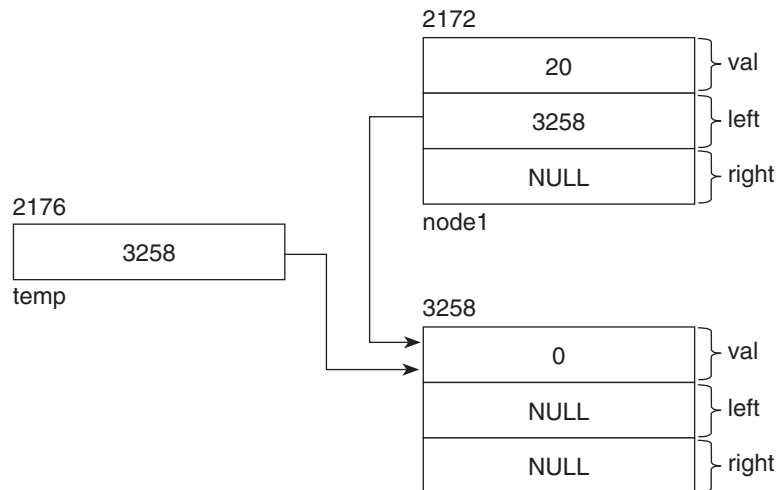 2172
20
val
3258
left
NULL
right
node1
2176
3258
temp
3258
0
val
NULL
left
NULL
right